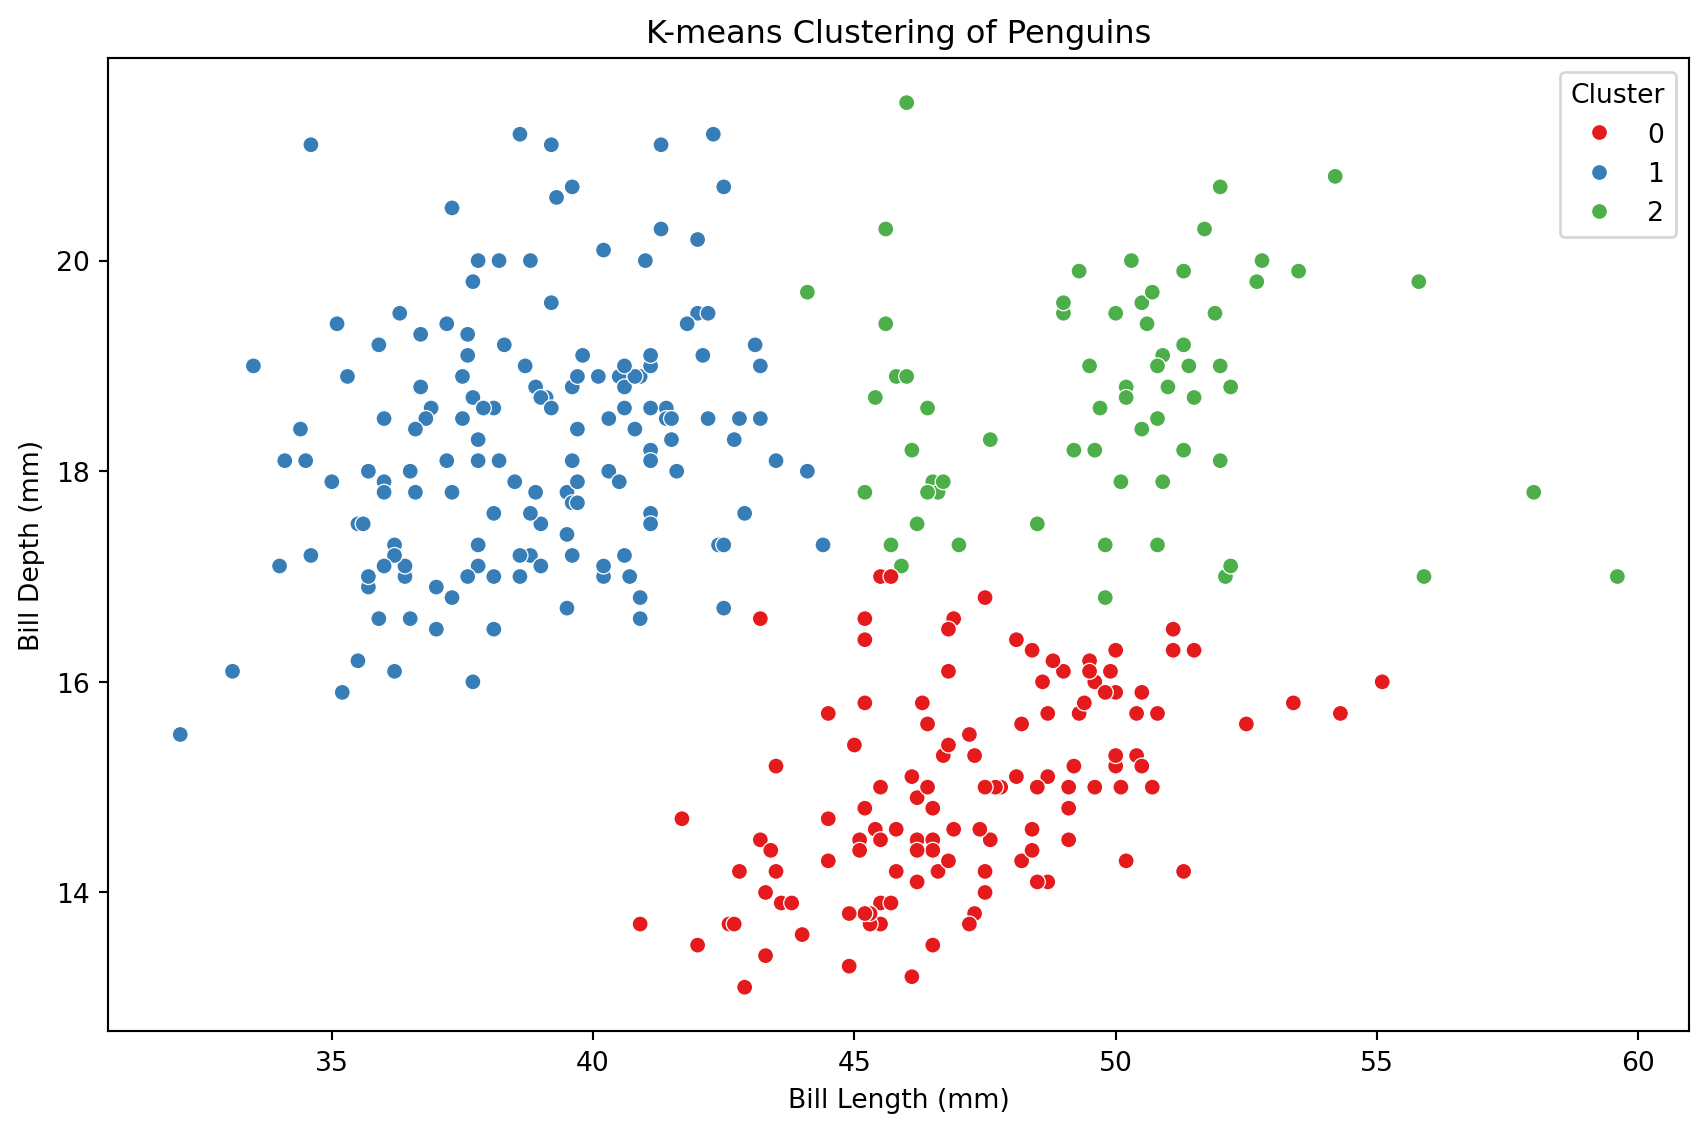 K-means Clustering of Penguins
Cluster
0
1
2
20
18
16
14
Bill Depth (mm)
35 40 45 50 55 60
Bill Length (mm)